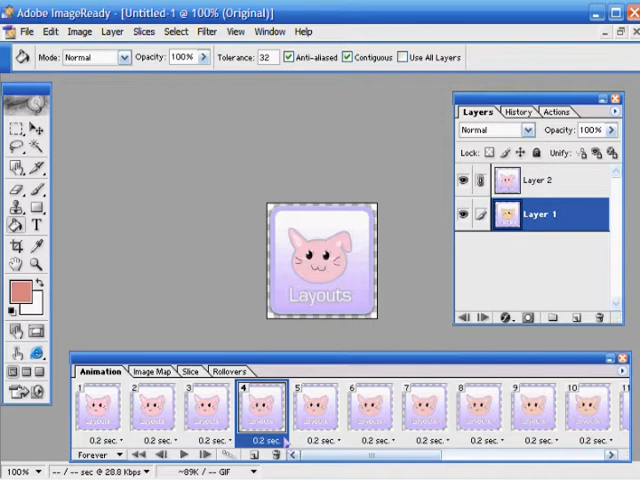 Adobe ImageReady - [Untitled-1 @ 100% (Original)]
File Edit Image Layer Slices Select Filter View Window Help
Mode: Normal Opacity: 100% Tolerance: 32 Anti-aliased Contiguous Use All Layers
Layers History Actions
Normal Opacity: 100%
Lock: Unify:
Layer 2
Layer 1
Layouts
Animation Image Map Slice Rollovers
1 2 3 4 5 6 7 8 9 10 11
0.2 sec. 0.2 sec. 0.2 sec. 0.2 sec. 0.2 sec. 0.2 sec. 0.2 sec. 0.2 sec. 0.2 sec. 0.2 sec.
Forever
100% -- / -- sec @ 28.8 Kbps -- / -- sec @ 28.8 Kbps ~89K / -- GIF